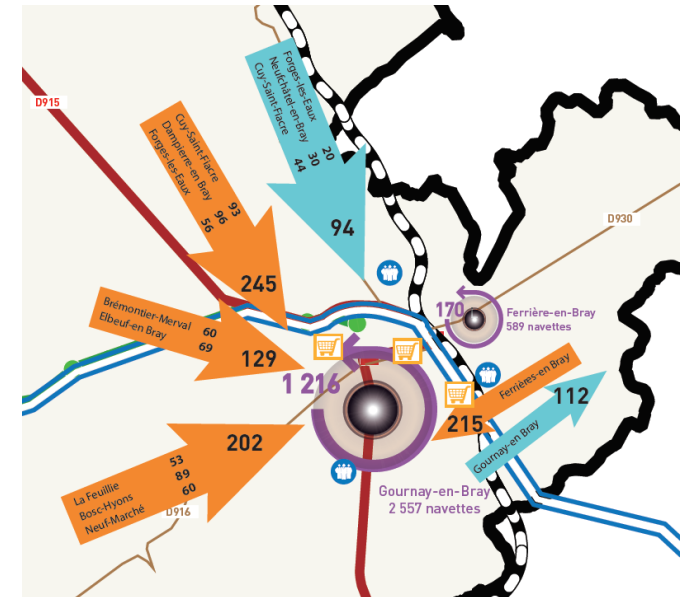 D915
Forges-les-Eaux 20
Neufchâtel-en-Bray 30
Cuy-Saint-Fiacre 44
94
Cuy-Saint-Fiacre 93
Dampierre-en Bray 96
Forges-les-Eaux 56
245
D930
170
Ferrière-en-Bray
589 navettes
Brémontier-Merval 60
Elbeuf-en Bray 69
129
1 216
Ferrières-en Bray
215
112
Gournay-en Bray
202
La Feuillie 53
Bosc-Hyons 89
Neuf-Marché 60
D916
Gournay-en-Bray
2 557 navettes